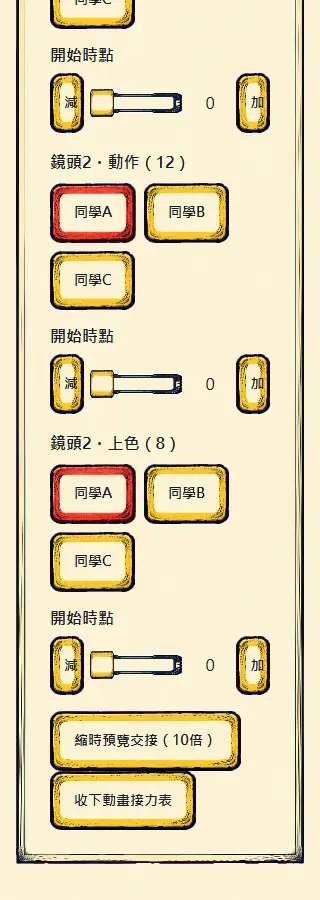 同學C
開始時點
減 0 加
鏡頭2・動作(12)
同學A 同學B
同學C
開始時點
減 0 加
鏡頭2・上色(8)
同學A 同學B
同學C
開始時點
減 0 加
縮時預覽交接(10倍)
收下動畫接力表